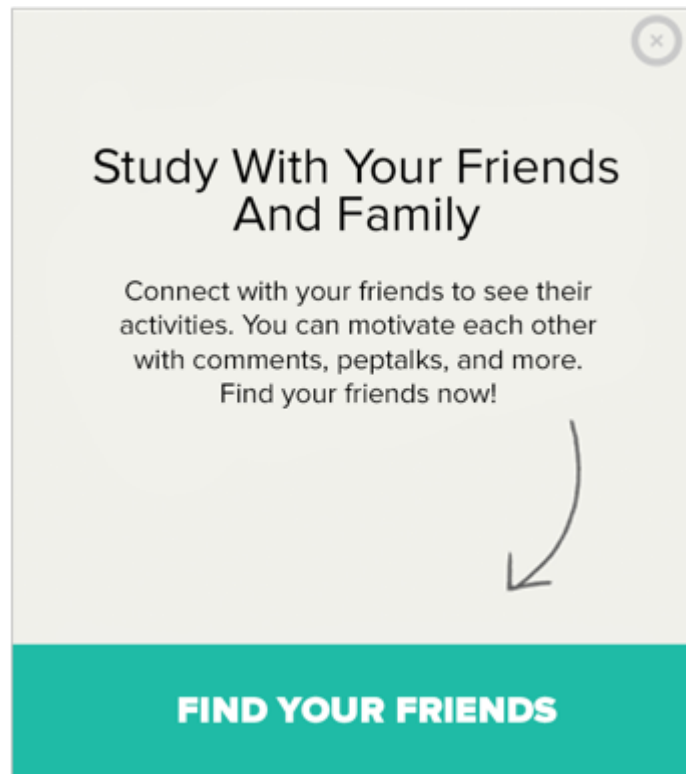 Study With Your Friends
And Family
Connect with your friends to see their
activities. You can motivate each other
with comments, peptalks, and more.
Find your friends now!
FIND YOUR FRIENDS